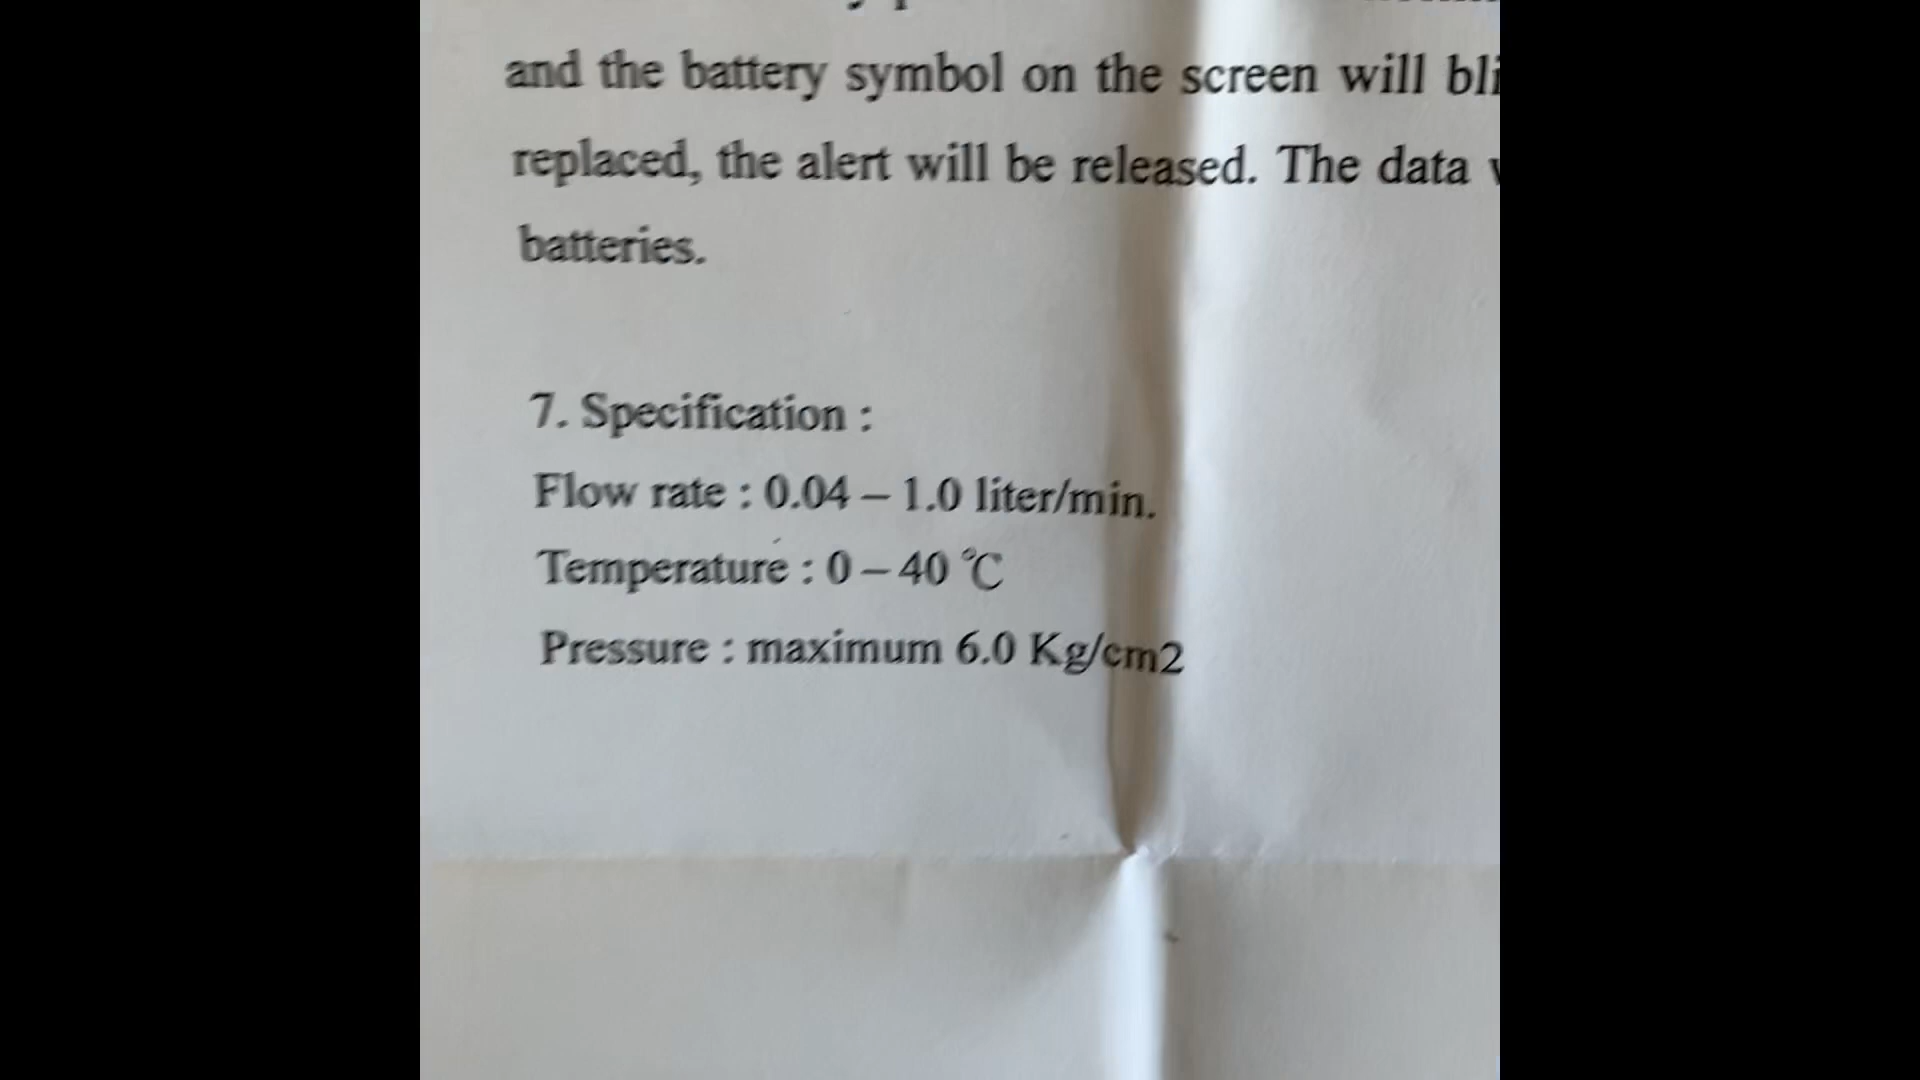 and the battery symbol on the screen will bli
replaced, the alert will be released. The data
batteries.
7. Specification :
Flow rate : 0.04 – 1.0 liter/min.
Temperature : 0 – 40 ℃
Pressure : maximum 6.0 Kg/cm2